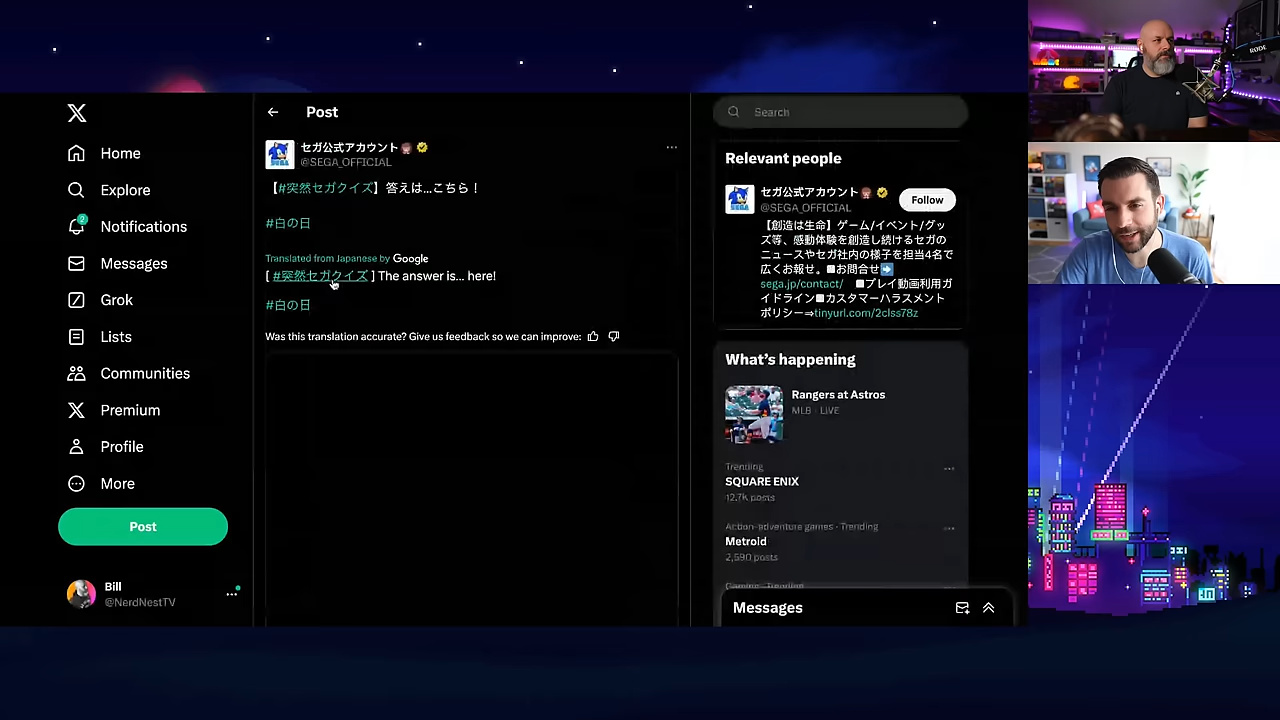 Home
Explore
2
Notifications
Messages
Grok
Lists
Communities
Premium
Profile
More
Post
Bill
@NerdNestTV
Post
セガ公式アカウント
@SEGA_OFFICIAL
【#突然セガクイズ】答えは…こちら！
#白の日
Translated from Japanese by Google
[ #突然セガクイズ ] The answer is... here!
#白の日
Was this translation accurate? Give us feedback so we can improve:
Search
Relevant people
セガ公式アカウント
@SEGA_OFFICIAL
Follow
【創造は生命】ゲーム/イベント/グッ
ズ等、感動体験を創造し続けるセガの
ニュースやセガ社内の様子を担当4名で
広くお報せ。■お問合せ➡
sega.jp/contact/ ■プレイ動画利用ガ
イドライン■カスタマーハラスメント
ポリシー⇒tinyurl.com/2clss78z
What's happening
Rangers at Astros
MLB · LIVE
Trending
SQUARE ENIX
12.7K posts
Action-adventure games · Trending
Metroid
2,590 posts
Gaming · Trending
Messages
RØDE